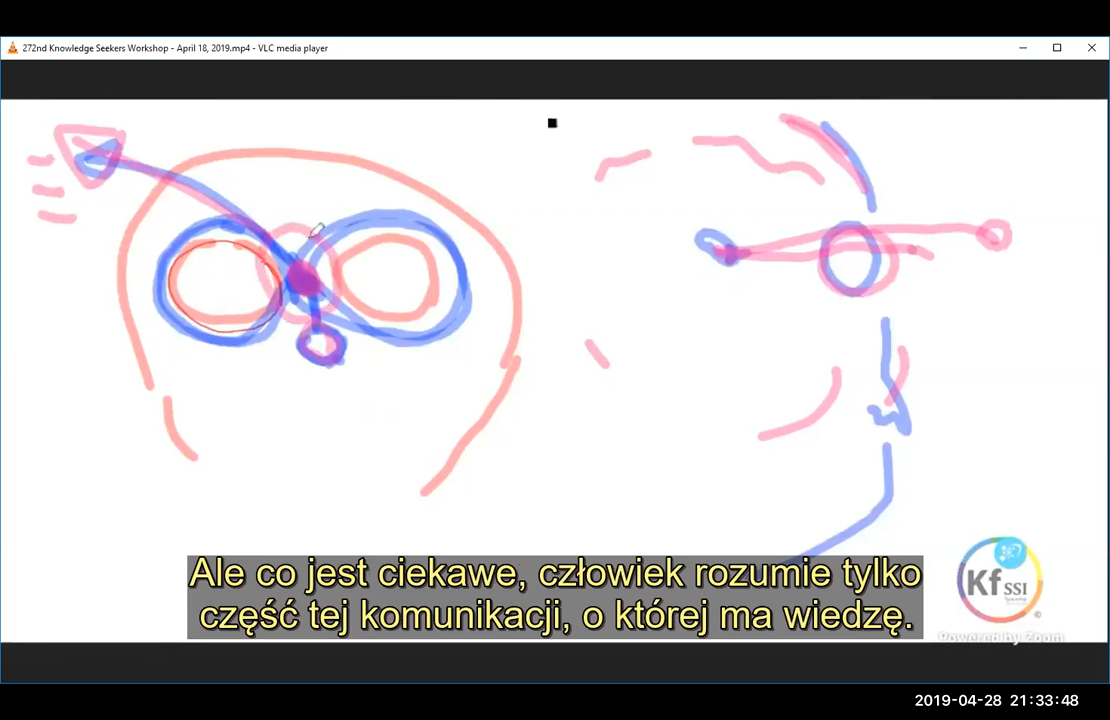 272nd Knowledge Seekers Workshop - April 18, 2019.mp4 - VLC media player
Ale co jest ciekawe, człowiek rozumie tylko
część tej komunikacji, o której ma wiedzę.
Kf SSI
Powered by Zoom
2019-04-28 21:33:48